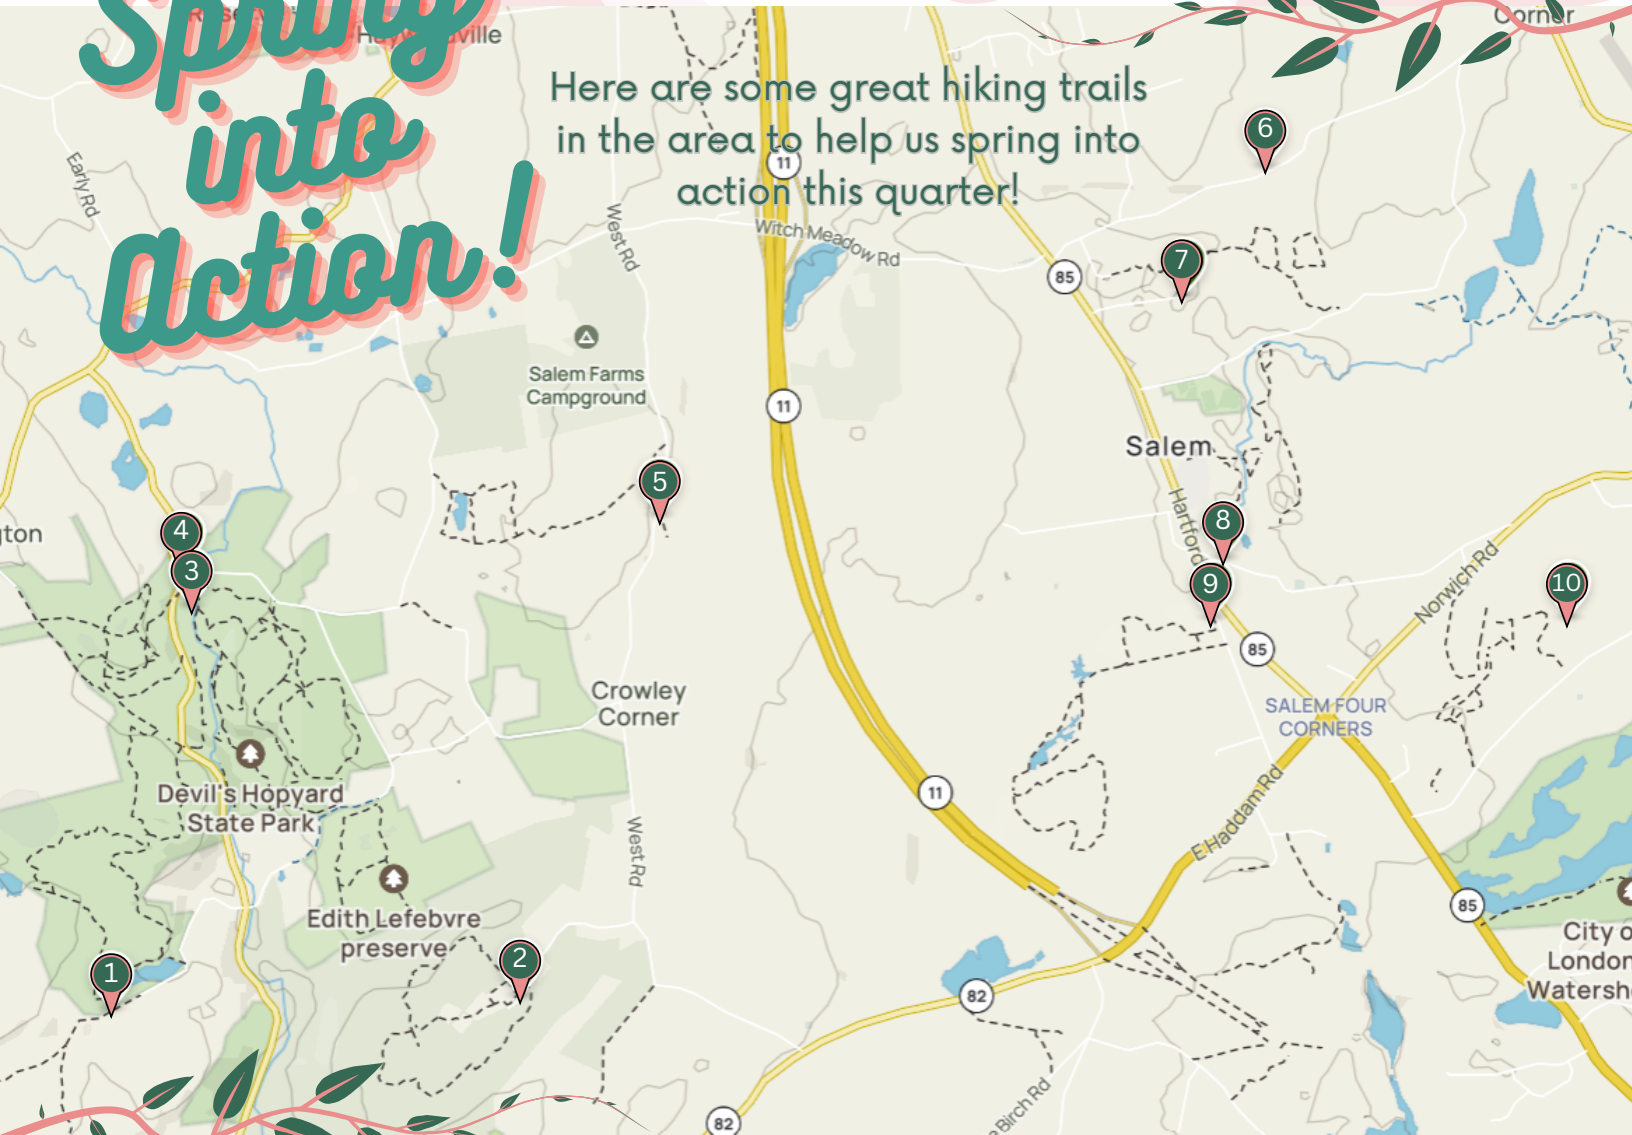 Spring
into
Action!
Here are some great hiking trails
in the area to help us spring into
action this quarter!
Corner
Early Rd
West Rd
11
Witch Meadow Rd
6
7
85
Salem Farms
Campground
11
Salem
Hartford
5
4
3
8
9
10
Norwich Rd
85
SALEM FOUR
CORNERS
Crowley
Corner
Devil's Hopyard
State Park
11
E Haddam Rd
West Rd
Edith Lefebvre
preserve
85
City o
London
Watersh
1
2
82
Birch Rd
82